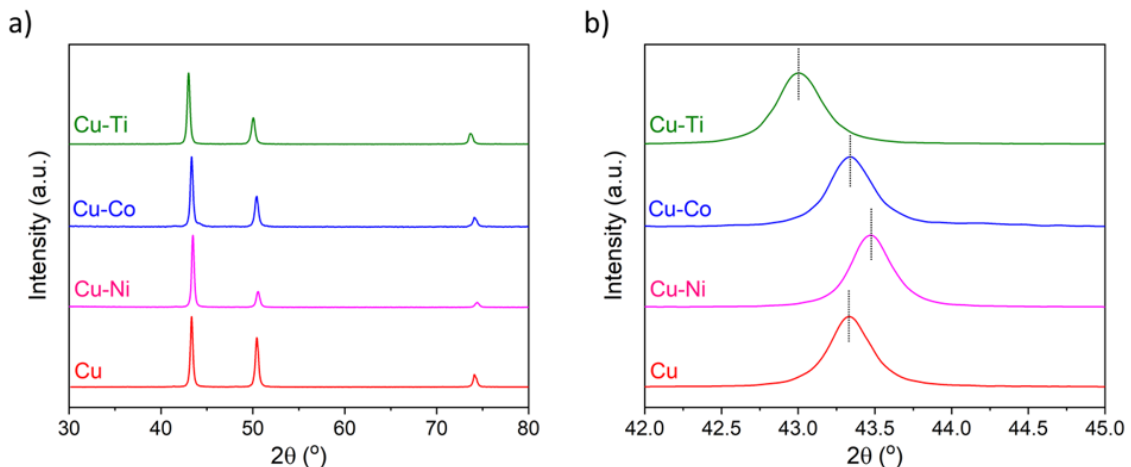 a)
Intensity (a.u.)
Cu-Ti
Cu-Co
Cu-Ni
Cu
30 40 50 60 70 80
2θ (°)
b)
Intensity (a.u.)
Cu-Ti
Cu-Co
Cu-Ni
Cu
42.0 42.5 43.0 43.5 44.0 44.5 45.0
2θ (°)